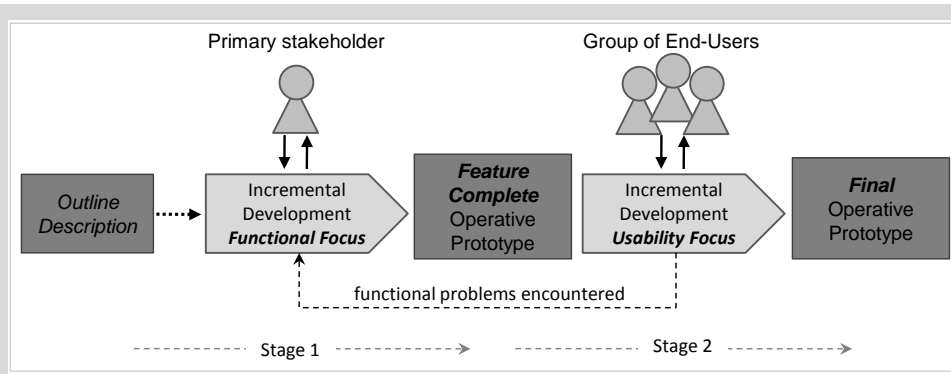 Primary stakeholder
Group of End-Users
Outline
Description
Incremental
Development
Functional Focus
Feature
Complete
Operative
Prototype
Incremental
Development
Usability Focus
Final
Operative
Prototype
functional problems encountered
Stage 1
Stage 2